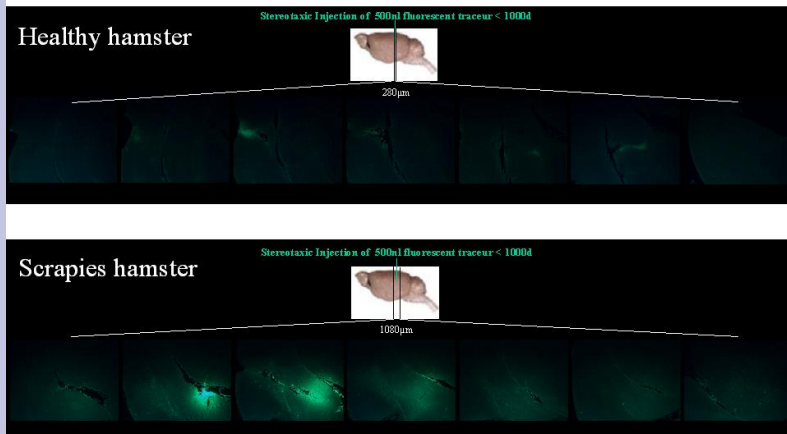 Stereotaxic Injection of 500nl fluorescent traceur < 1000d
Healthy hamster
280µm
Stereotaxic Injection of 500nl fluorescent traceur < 1000d
Scrapies hamster
1080µm